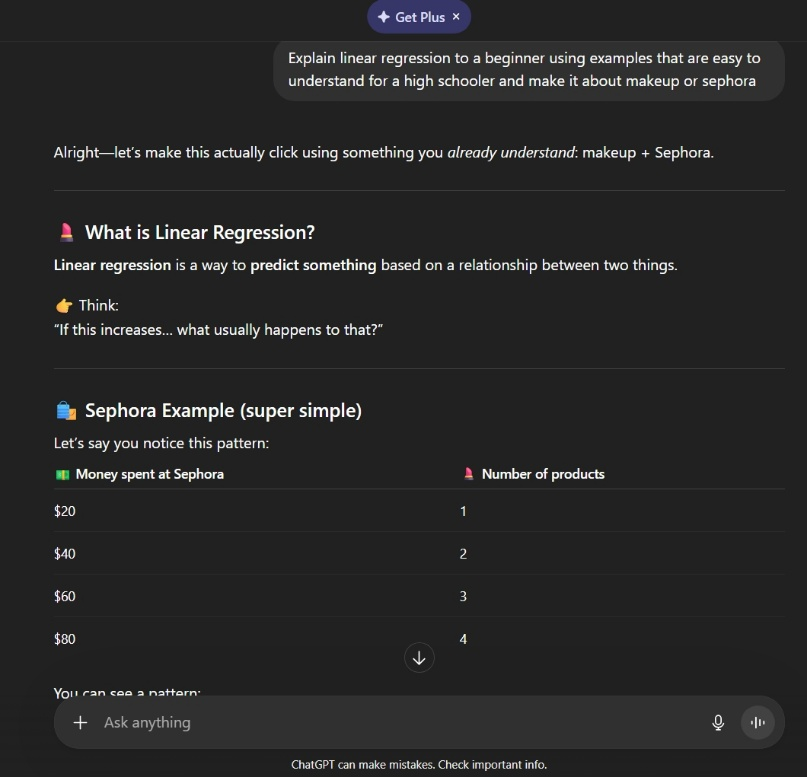 Get Plus ×
Explain linear regression to a beginner using examples that are easy to
understand for a high schooler and make it about makeup or sephora
Alright—let's make this actually click using something you already understand: makeup + Sephora.
What is Linear Regression?
Linear regression is a way to predict something based on a relationship between two things.
👉 Think:
“If this increases… what usually happens to that?”
🛍️ Sephora Example (super simple)
Let's say you notice this pattern:
💵 Money spent at Sephora 💄 Number of products
$20 1
$40 2
$60 3
$80 4
You can see a pattern:
Ask anything
ChatGPT can make mistakes. Check important info.